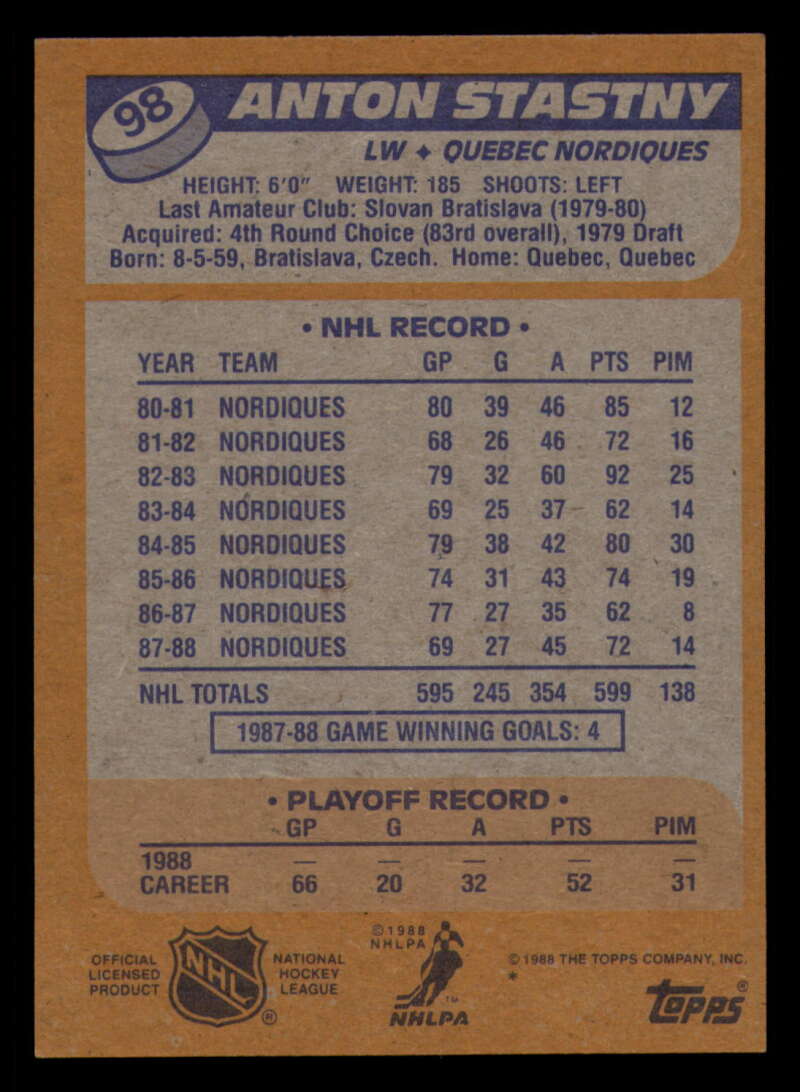 98
ANTON STASTNY
LW ♦ QUEBEC NORDIQUES
HEIGHT: 6'0" WEIGHT: 185 SHOOTS: LEFT
Last Amateur Club: Slovan Bratislava (1979-80)
Acquired: 4th Round Choice (83rd overall), 1979 Draft
Born: 8-5-59, Bratislava, Czech. Home: Quebec, Quebec
• NHL RECORD •
YEAR TEAM GP G A PTS PIM
80-81 NORDIQUES 80 39 46 85 12
81-82 NORDIQUES 68 26 46 72 16
82-83 NORDIQUES 79 32 60 92 25
83-84 NORDIQUES 69 25 37 62 14
84-85 NORDIQUES 79 38 42 80 30
85-86 NORDIQUES 74 31 43 74 19
86-87 NORDIQUES 77 27 35 62 8
87-88 NORDIQUES 69 27 45 72 14
NHL TOTALS 595 245 354 599 138
1987-88 GAME WINNING GOALS: 4
• PLAYOFF RECORD •
GP G A PTS PIM
1988 — — — — —
CAREER 66 20 32 52 31
OFFICIAL
LICENSED
PRODUCT
NHL
®
NATIONAL
HOCKEY
LEAGUE
©1988
NHLPA
TM
NHLPA
© 1988 THE TOPPS COMPANY, INC.
*
topps®